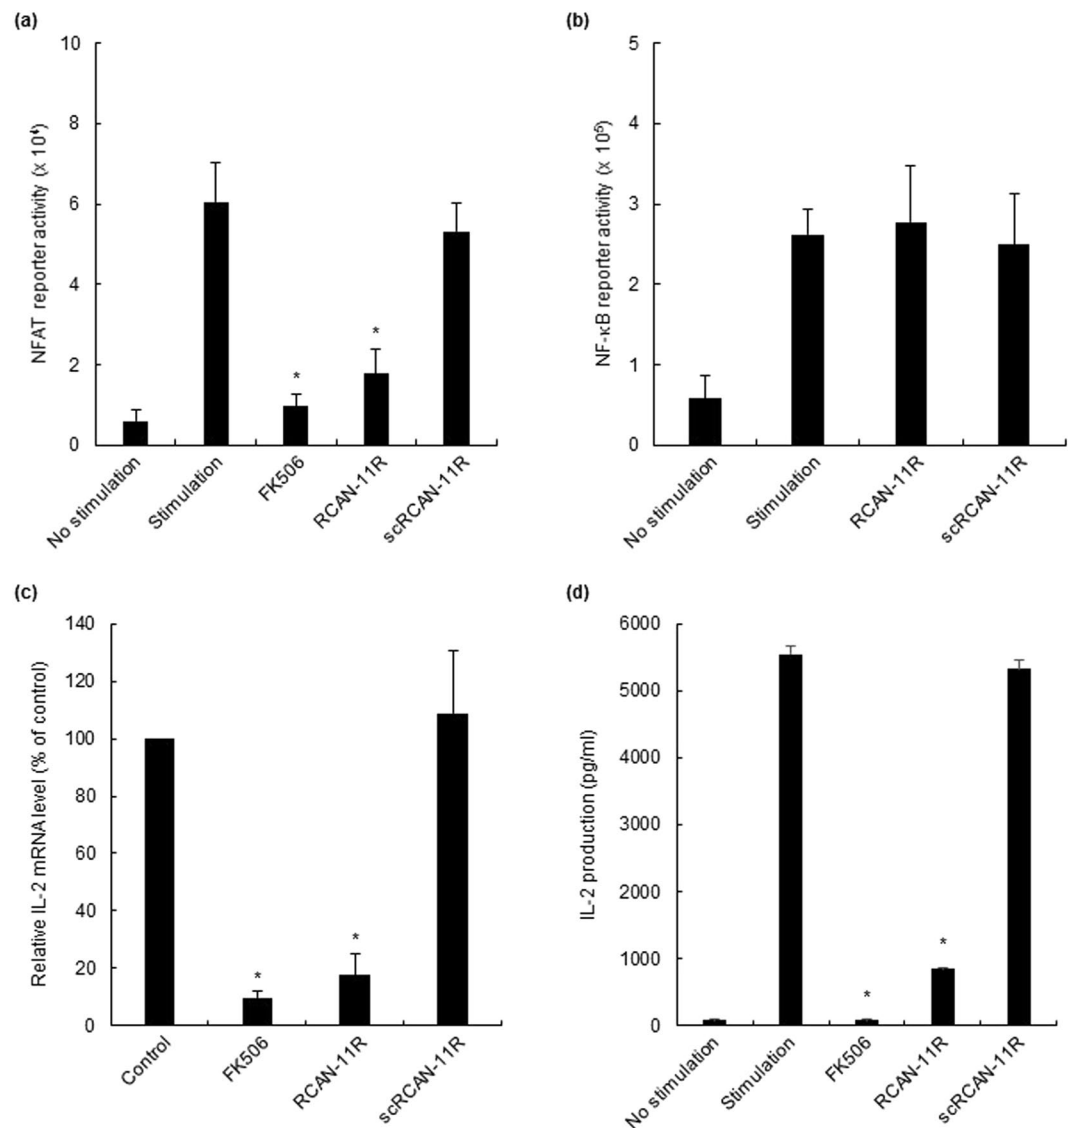 (a)
10
8
6
4
2
0
NFAT reporter activity (x 10⁴)
*
*
No stimulation
Stimulation
FK506
RCAN-11R
scRCAN-11R
(b)
5
4
3
2
1
0
NF-κB reporter activity (x 10⁵)
No stimulation
Stimulation
RCAN-11R
scRCAN-11R
(c)
140
120
100
80
60
40
20
0
Relative IL-2 mRNA level (% of control)
*
*
Control
FK506
RCAN-11R
scRCAN-11R
(d)
6000
5000
4000
3000
2000
1000
0
IL-2 production (pg/ml)
*
*
No stimulation
Stimulation
FK506
RCAN-11R
scRCAN-11R